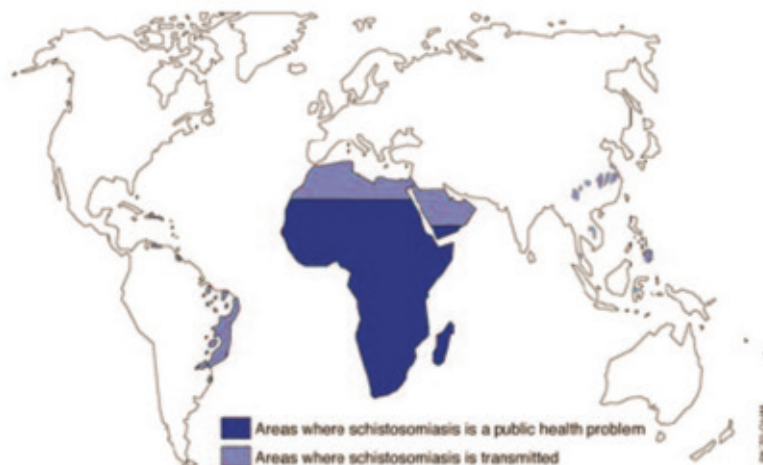 Areas where schistosomiasis is a public health problem
Areas where schistosomiasis is transmitted